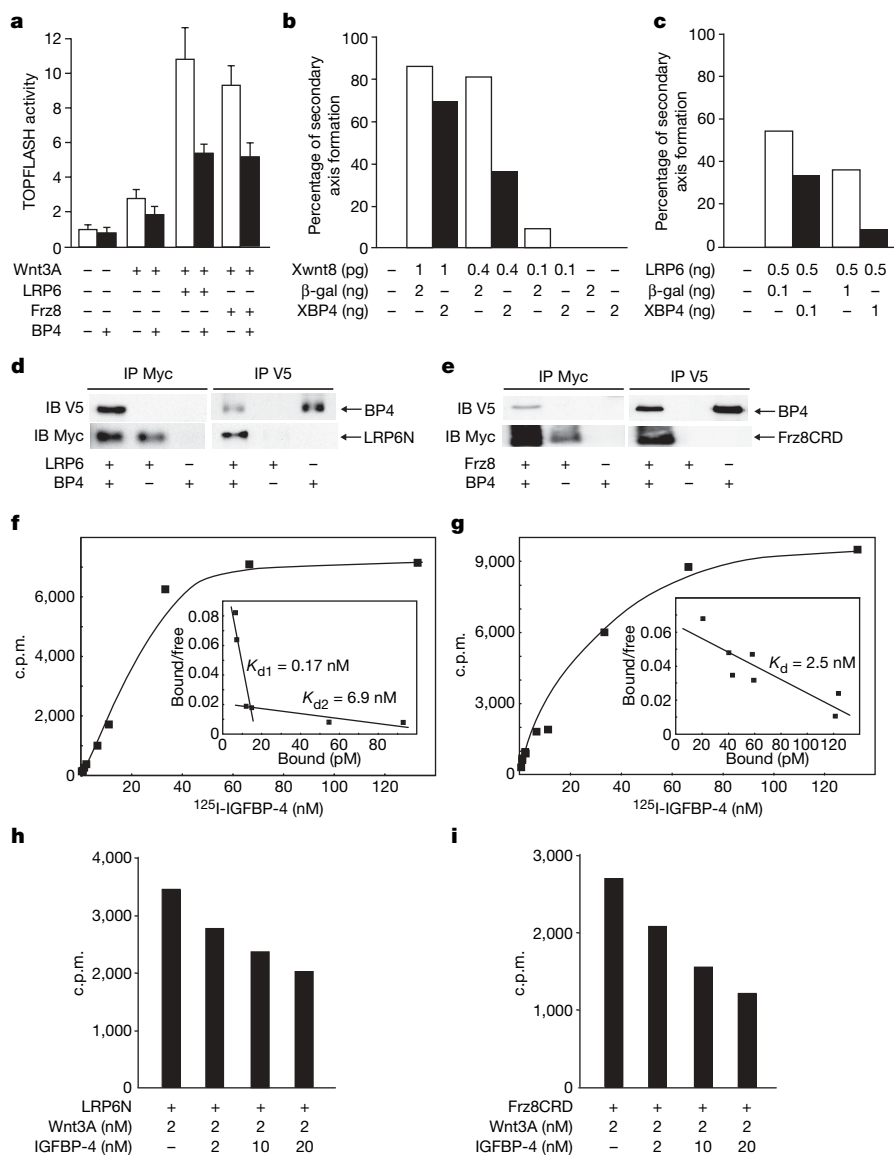 a
12
10
8
6
4
2
0
TOPFLASH activity
Wnt3A – – + + + + + +
LRP6 – – – – + + – –
Frz8 – – – – – – + +
BP4 – + – + – + – +
b
100
80
60
40
20
0
Percentage of secondary
axis formation
Xwnt8 (pg) – 1 1 0.4 0.4 0.1 0.1 – –
β-gal (ng) – 2 – 2 – 2 – 2 –
XBP4 (ng) – – 2 – 2 – 2 – 2
c
100
80
60
40
20
0
Percentage of secondary
axis formation
LRP6 (ng) – 0.5 0.5 0.5 0.5
β-gal (ng) – 0.1 – 1 –
XBP4 (ng) – – 0.1 – 1
d
IP Myc IP V5
IB V5 BP4
IB Myc LRP6N
LRP6 + + – + + –
BP4 + – + + – +
e
IP Myc IP V5
IB V5 BP4
IB Myc Frz8CRD
Frz8 + + – + + –
BP4 + – + + – +
f
6,000
4,000
2,000
0
c.p.m.
0 20 40 60 80 100 120
¹²⁵I-IGFBP-4 (nM)
0.08
0.06
0.04
0.02
0.00
Bound/free
Kd1 = 0.17 nM
Kd2 = 6.9 nM
0 20 40 60 80
Bound (pM)
g
9,000
6,000
3,000
0
c.p.m.
20 40 60 80 100 120
¹²⁵I-IGFBP-4 (nM)
0.06
0.04
0.02
0.00
Bound/free
Kd = 2.5 nM
0 20 40 60 80 100 120
Bound (pM)
h
4,000
3,000
2,000
1,000
0
c.p.m.
LRP6N + + + +
Wnt3A (nM) 2 2 2 2
IGFBP-4 (nM) – 2 10 20
i
3,000
2,000
1,000
0
c.p.m.
Frz8CRD + + + +
Wnt3A (nM) 2 2 2 2
IGFBP-4 (nM) – 2 10 20